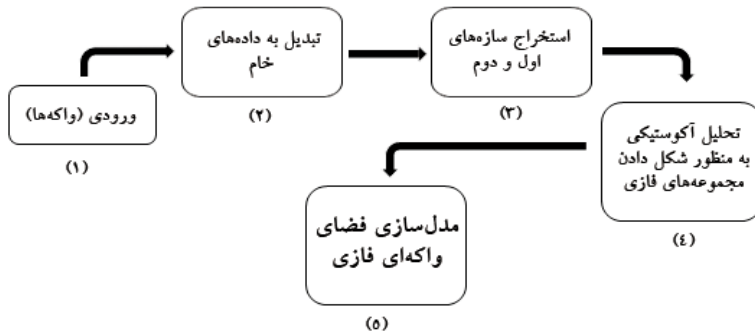 ورودی (واکه‌ها)
(۱)
تبدیل به داده‌های
خام
(۲)
استخراج سازه‌های
اول و دوم
(۳)
تحلیل آکوستیکی
به منظور شکل دادن
مجموعه‌های فازی
(٤)
مدل‌سازی فضای
واکه‌ای فازی
(٥)